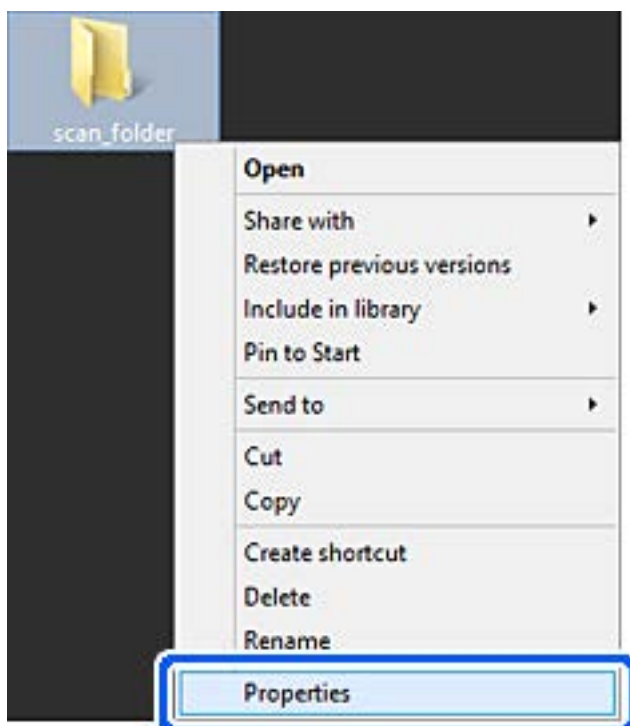 scan_folder
Open
Share with
Restore previous versions
Include in library
Pin to Start
Send to
Cut
Copy
Create shortcut
Delete
Rename
Properties